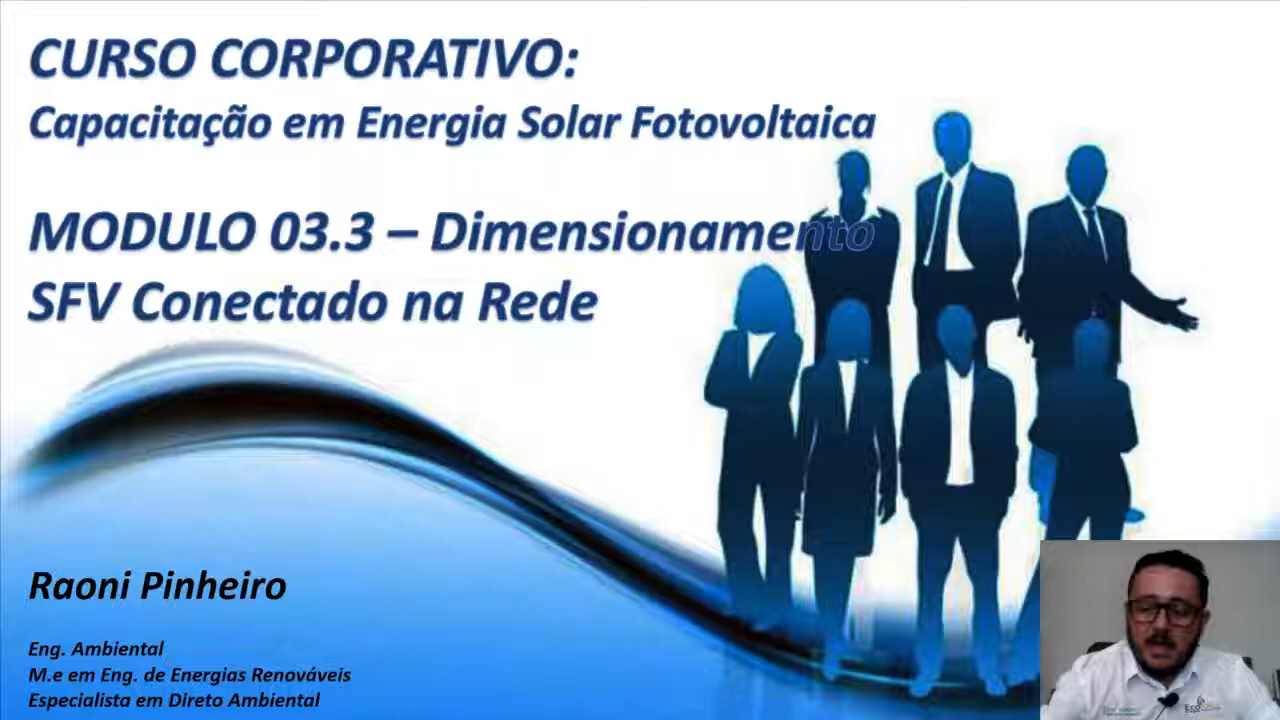 CURSO CORPORATIVO:
Capacitação em Energia Solar Fotovoltaica
MODULO 03.3 – Dimensionamento
SFV Conectado na Rede
Raoni Pinheiro
Eng. Ambiental
M.e em Eng. de Energias Renováveis
Especialista em Direto Ambiental